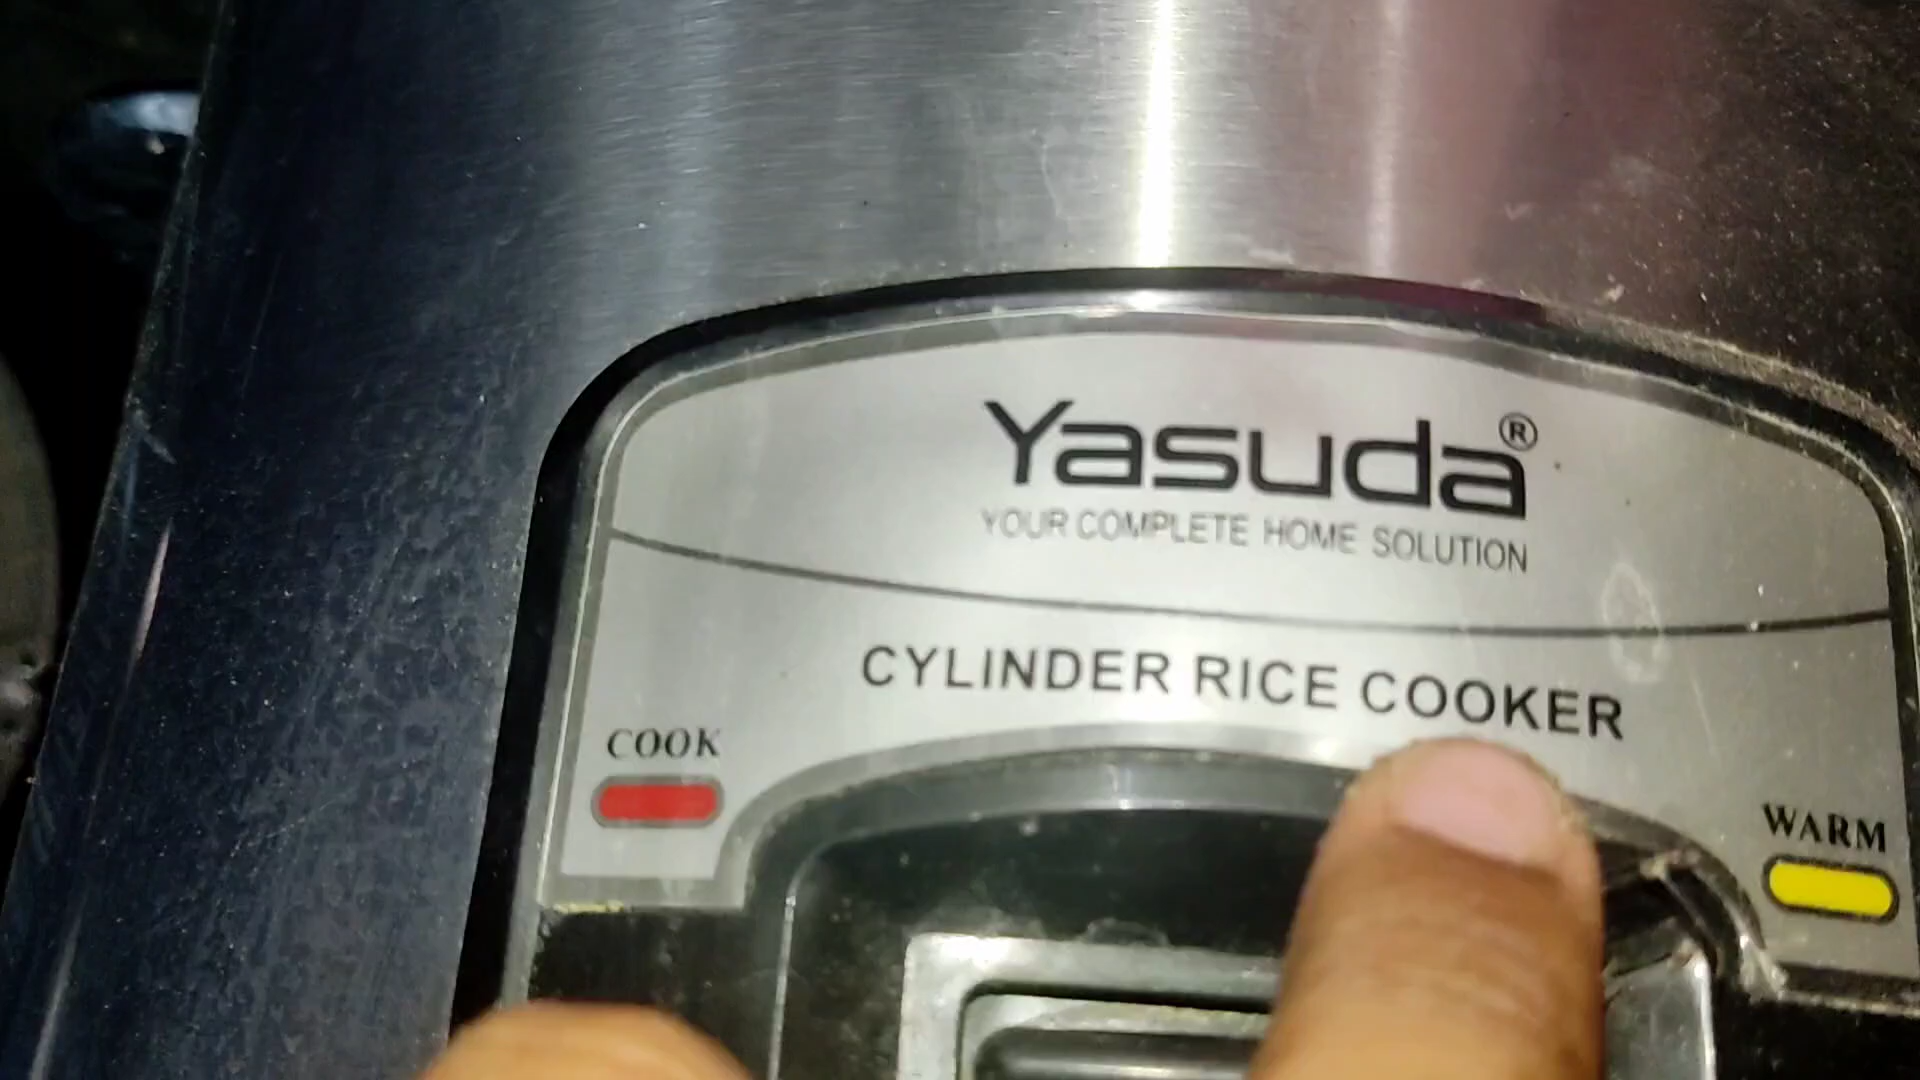 Yasuda®
YOUR COMPLETE HOME SOLUTION
CYLINDER RICE COOKER
COOK
WARM